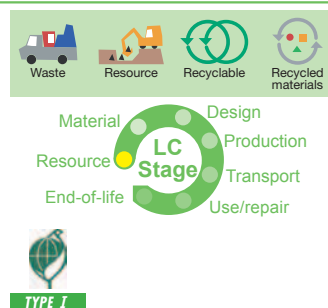 Waste
Resource
Recyclable
Recycled
materials
Design
Material
Production
LC
Stage
Resource
Transport
End-of-life
Use/repair
TYPE I